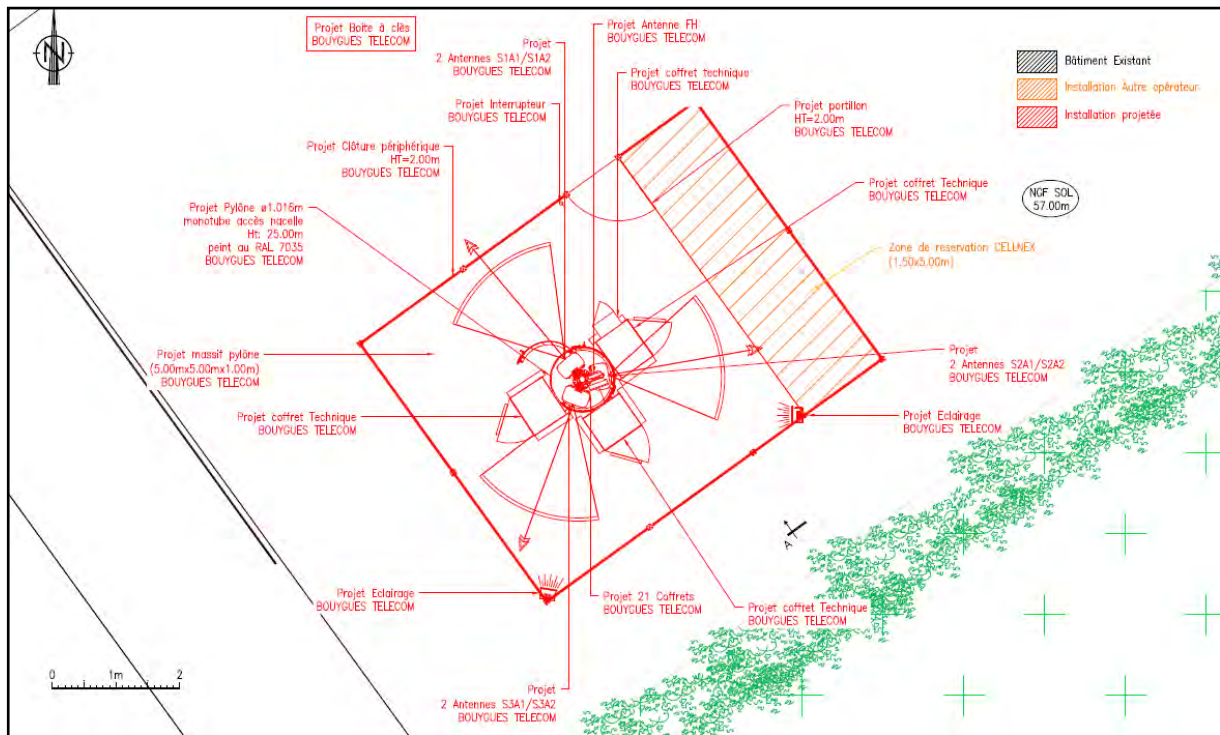 N
Projet Boite à clés
BOUYGUES TELECOM
Projet Antenne FH
BOUYGUES TELECOM
Projet
2 Antennes S1A1/S1A2
BOUYGUES TELECOM
Projet coffret technique
BOUYGUES TELECOM
Bâtiment Existant
Installation Autre opérateur
Installation projetée
Projet Interrupteur
BOUYGUES TELECOM
Projet portillon
HT=2.00m
BOUYGUES TELECOM
Projet Clôture périphérique
HT=2.00m
BOUYGUES TELECOM
Projet coffret Technique
BOUYGUES TELECOM
NGF SOL
57.00m
Projet Pylône ø1.016m
monotube accès nacelle
Ht: 25.00m
peint au RAL 7035
BOUYGUES TELECOM
Zone de reservation CELLNEX
(1,50x5.00m)
Projet massif pylône
(5.00mx5.00mx1.00m)
BOUYGUES TELECOM
Projet
2 Antennes S2A1/S2A2
BOUYGUES TELECOM
Projet coffret Technique
BOUYGUES TELECOM
Projet Eclairage
BOUYGUES TELECOM
A
Projet Eclairage
BOUYGUES TELECOM
Projet 21 Coffrets
BOUYGUES TELECOM
Projet coffret Technique
BOUYGUES TELECOM
0 1m 2
Projet
2 Antennes S3A1/S3A2
BOUYGUES TELECOM